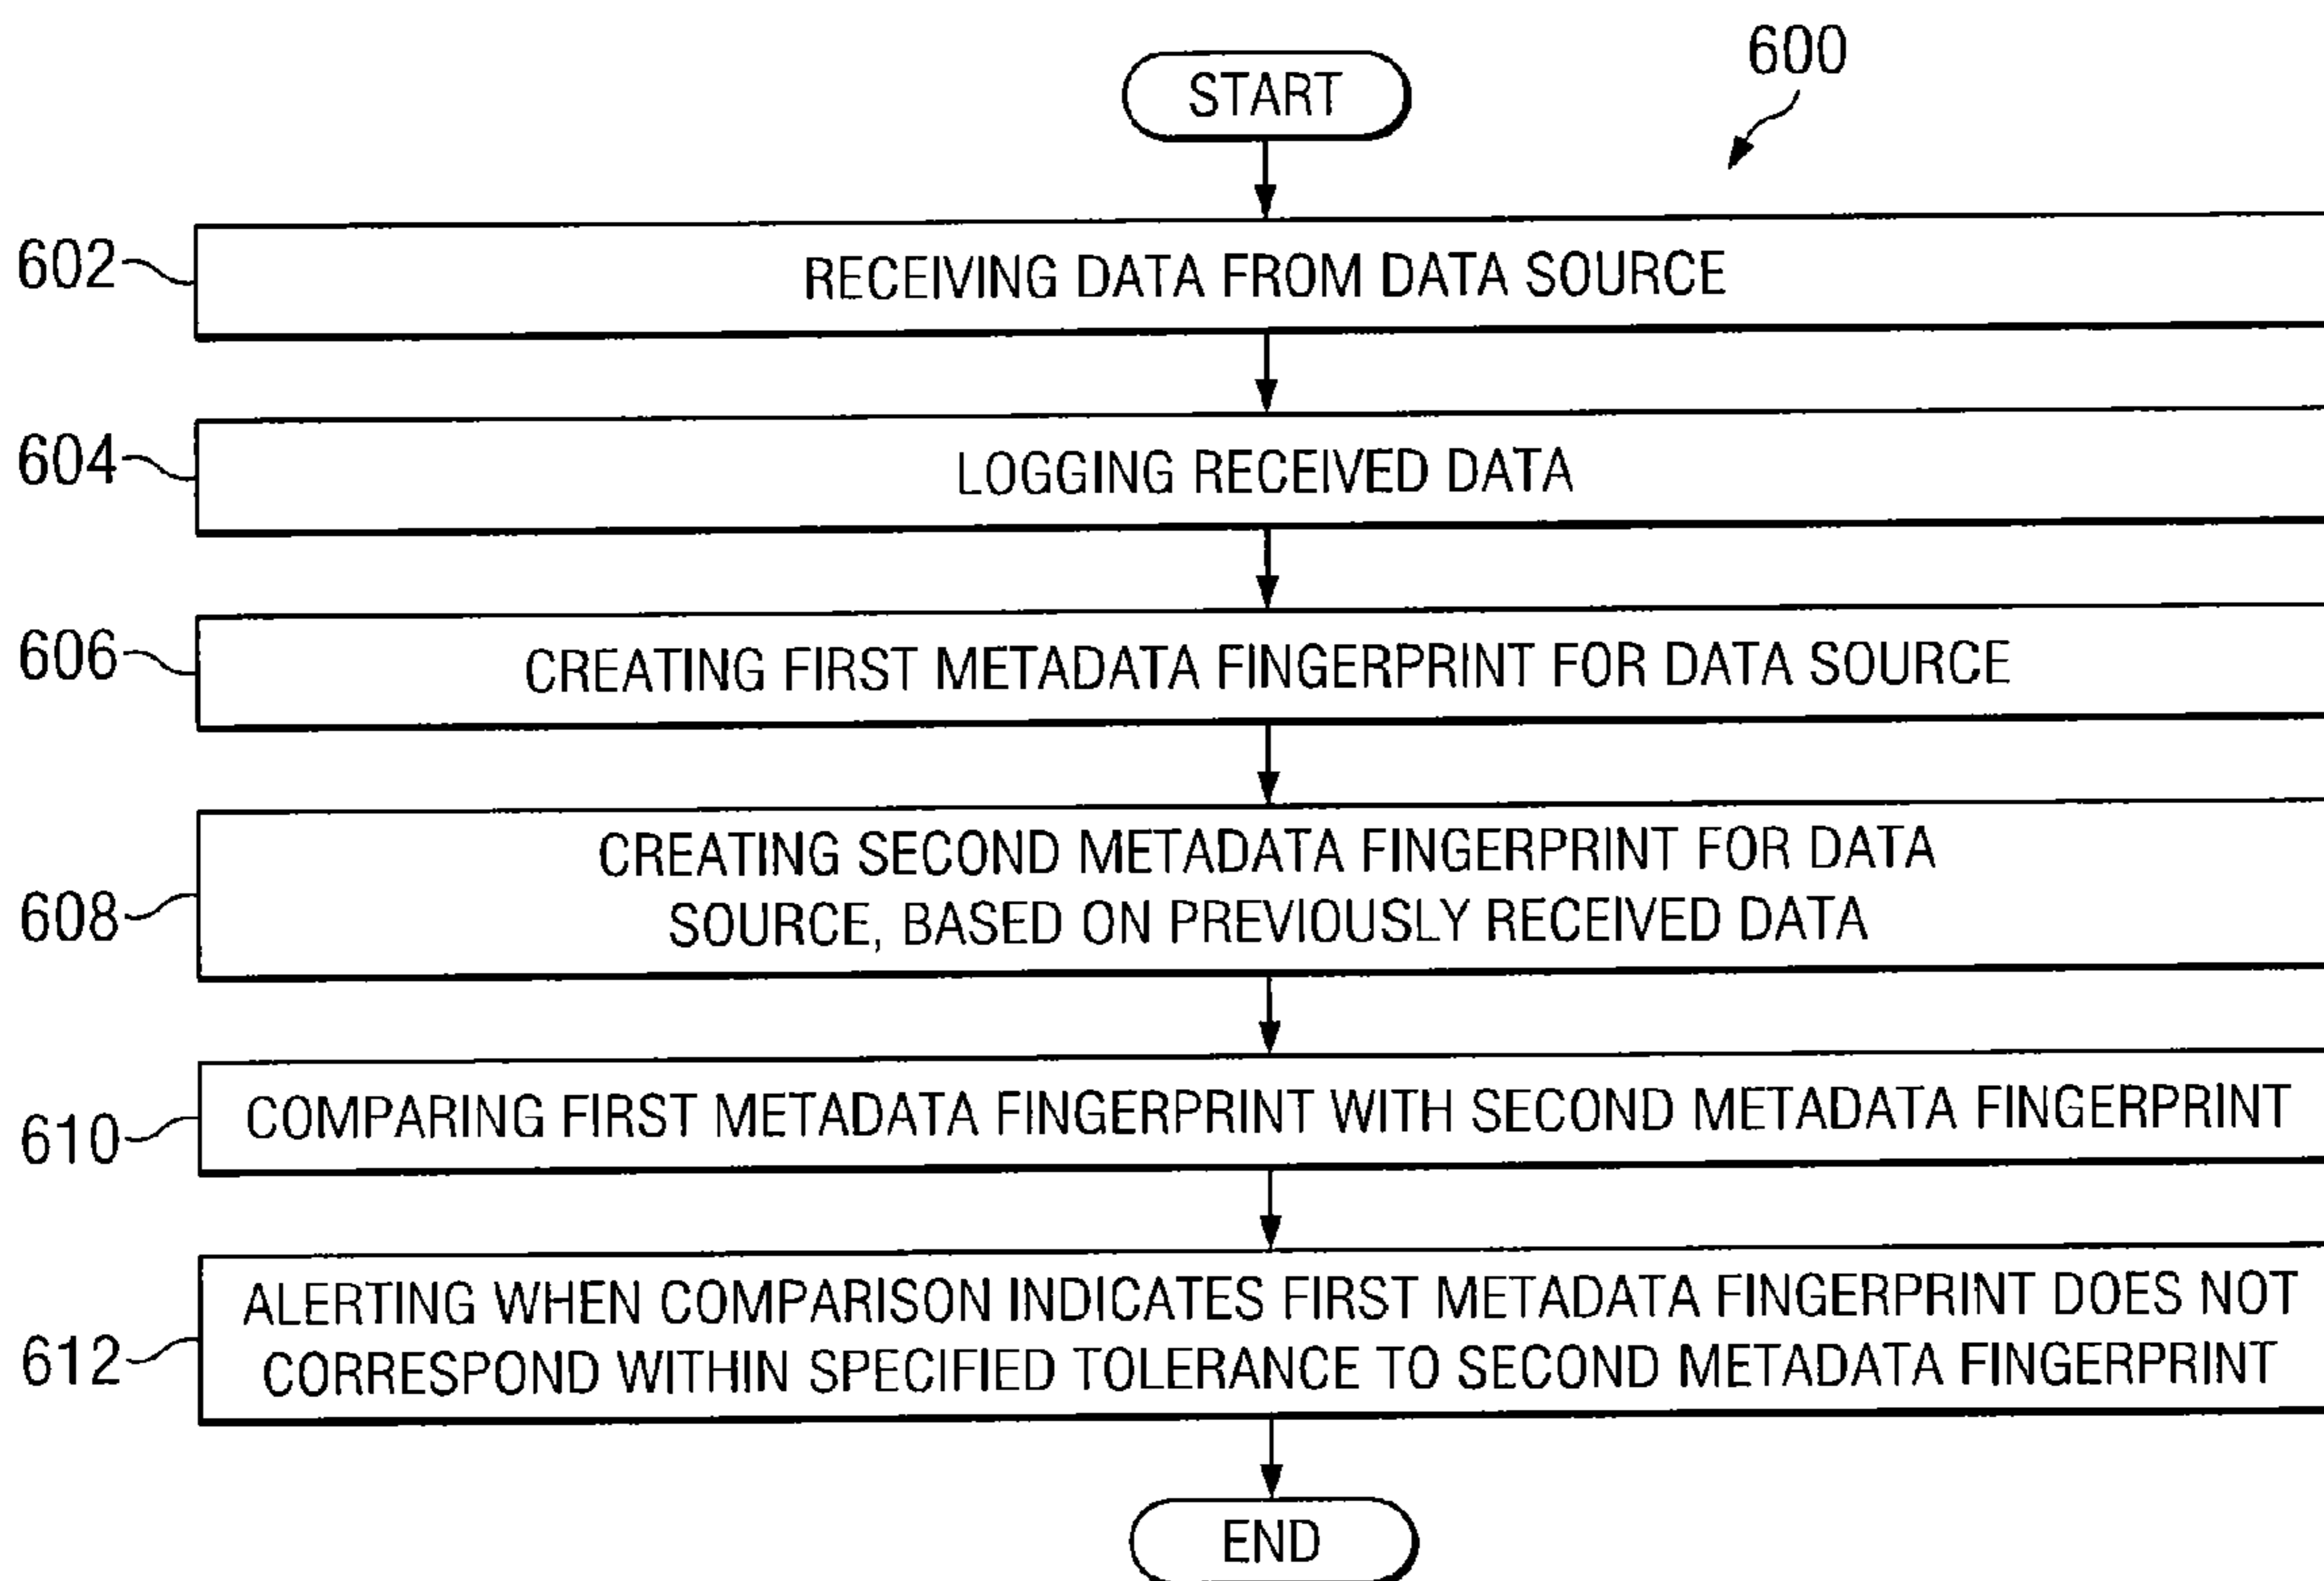 600
START
602
RECEIVING DATA FROM DATA SOURCE
604
LOGGING RECEIVED DATA
606
CREATING FIRST METADATA FINGERPRINT FOR DATA SOURCE
608
CREATING SECOND METADATA FINGERPRINT FOR DATA
SOURCE, BASED ON PREVIOUSLY RECEIVED DATA
610
COMPARING FIRST METADATA FINGERPRINT WITH SECOND METADATA FINGERPRINT
612
ALERTING WHEN COMPARISON INDICATES FIRST METADATA FINGERPRINT DOES NOT
CORRESPOND WITHIN SPECIFIED TOLERANCE TO SECOND METADATA FINGERPRINT
END